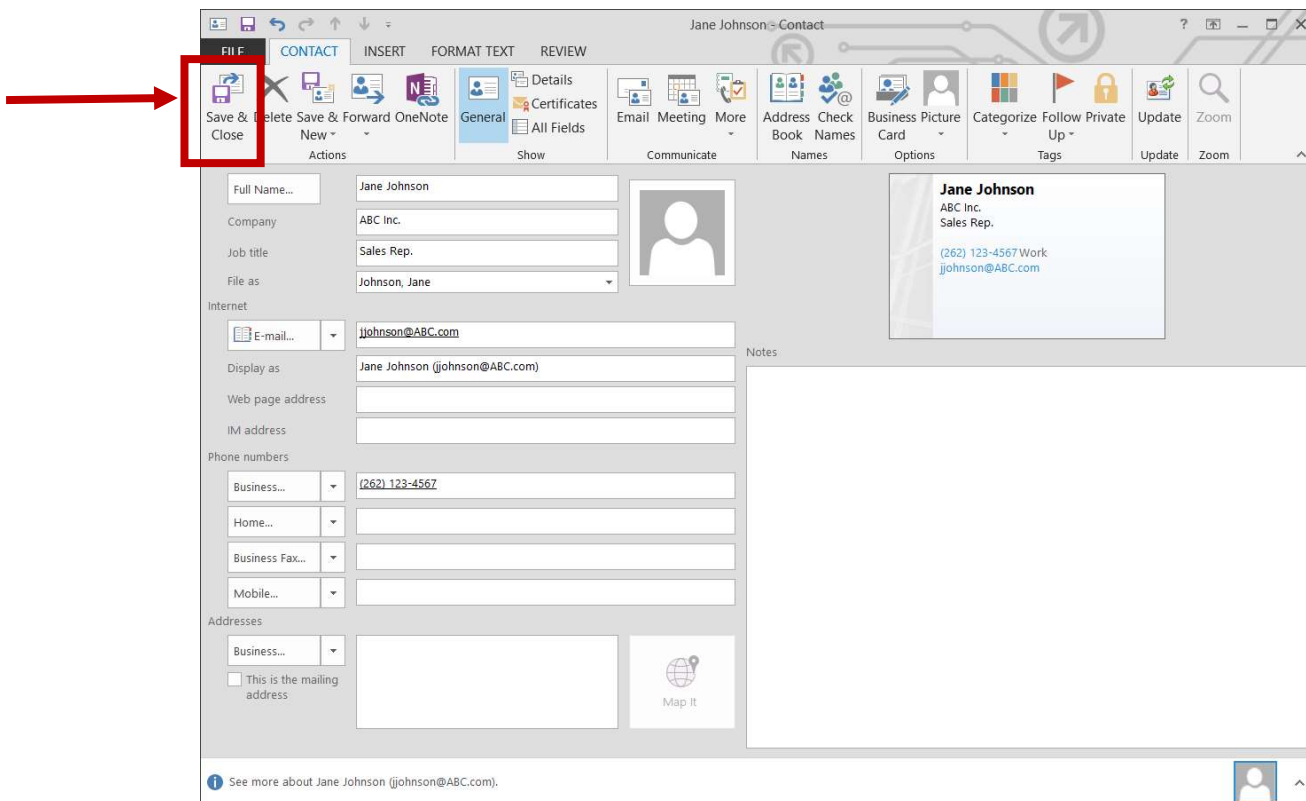 Jane Johnson - Contact
?
FILE CONTACT INSERT FORMAT TEXT REVIEW
Save & Close
Delete
Save & New
Forward
OneNote
Actions
General
Details
Certificates
All Fields
Show
Email
Meeting
More
Communicate
Address Book
Check Names
Names
Business Card
Picture
Options
Categorize
Follow Up
Private
Tags
Update
Update
Zoom
Zoom
Full Name... Jane Johnson
Company ABC Inc.
Job title Sales Rep.
File as Johnson, Jane
Internet
E-mail... jjohnson@ABC.com
Display as Jane Johnson (jjohnson@ABC.com)
Web page address
IM address
Phone numbers
Business... (262) 123-4567
Home...
Business Fax...
Mobile...
Addresses
Business...
This is the mailing
address
Map It
Jane Johnson
ABC Inc.
Sales Rep.
(262) 123-4567 Work
jjohnson@ABC.com
Notes
See more about Jane Johnson (jjohnson@ABC.com).